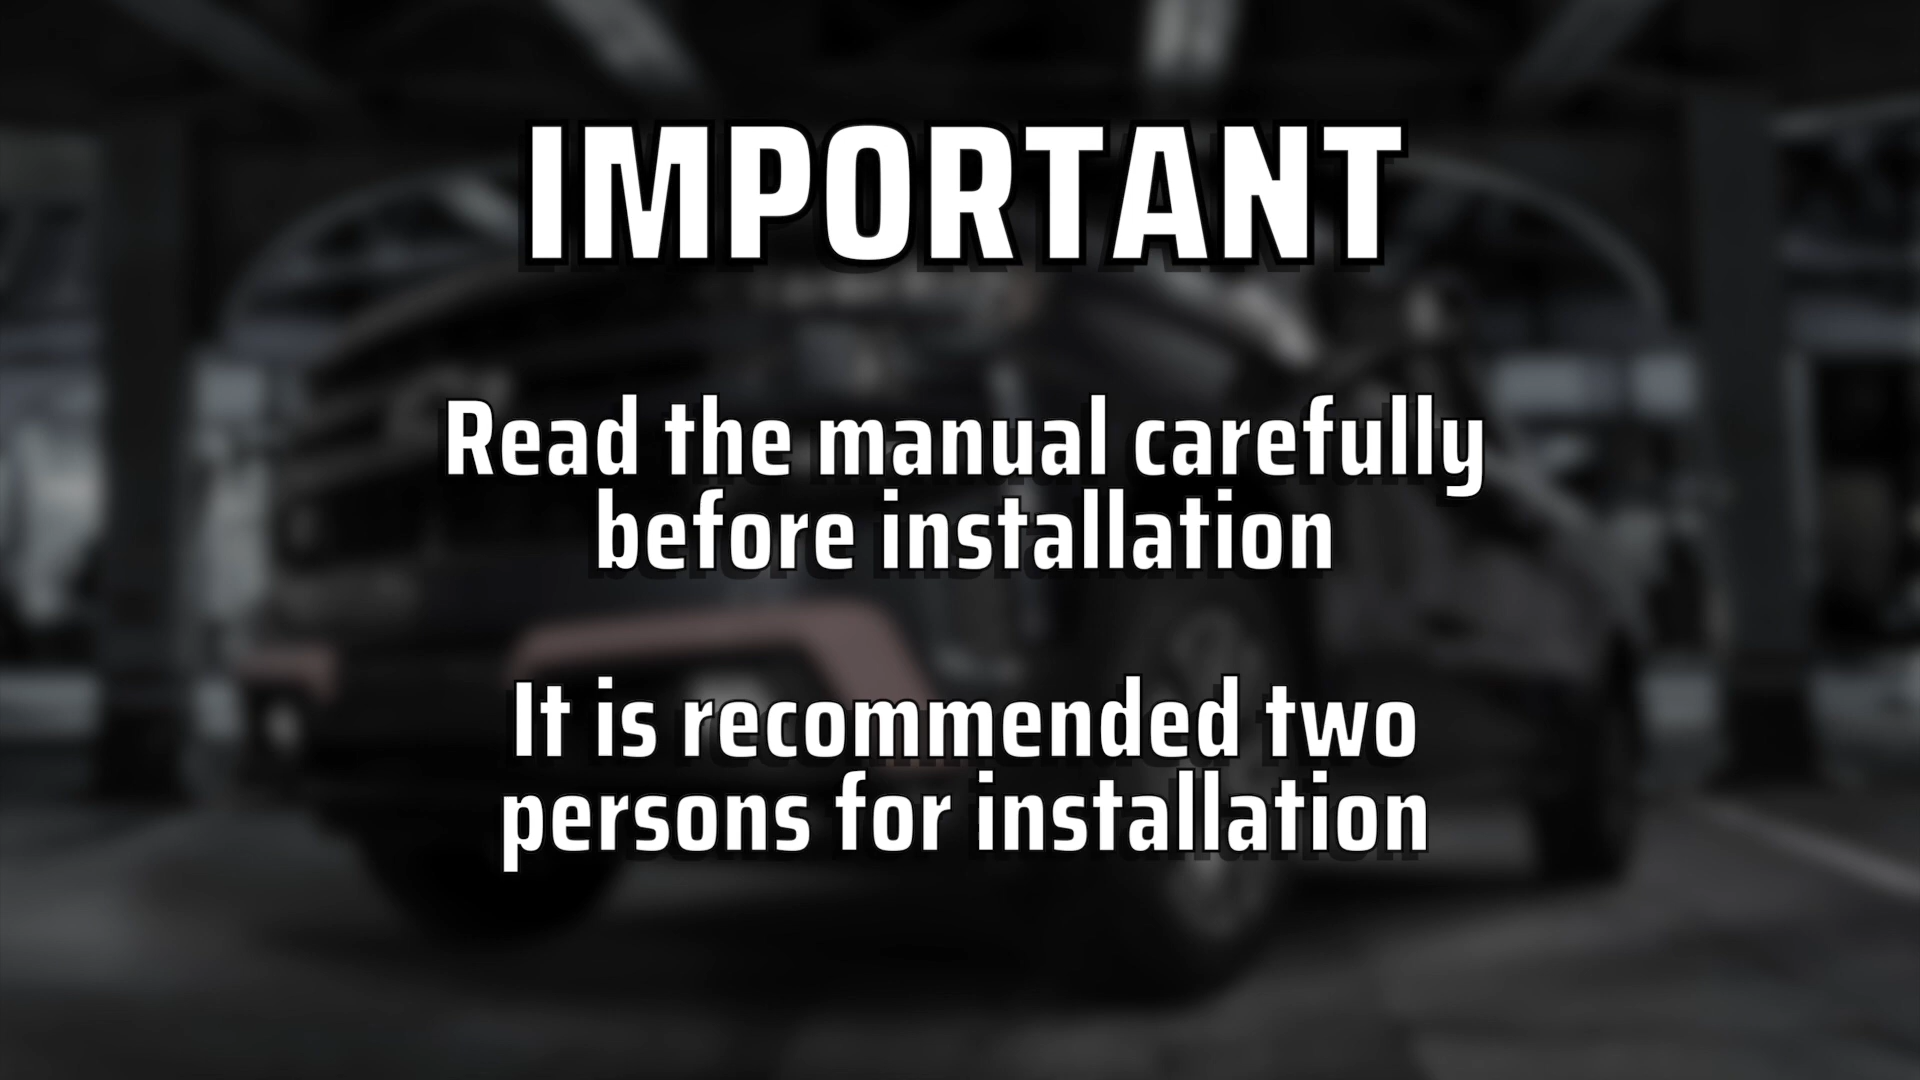 IMPORTANT
Read the manual carefully
before installation
It is recommended two
persons for installation